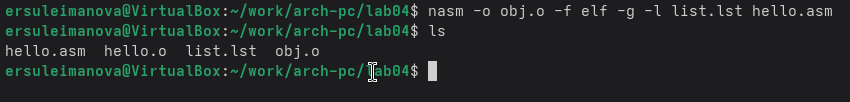 ersuleimanova@VirtualBox:~/work/arch-pc/lab04$ nasm -o obj.o -f elf -g -l list.lst hello.asm
ersuleimanova@VirtualBox:~/work/arch-pc/lab04$ ls
hello.asm  hello.o  list.lst  obj.o
ersuleimanova@VirtualBox:~/work/arch-pc/lab04$